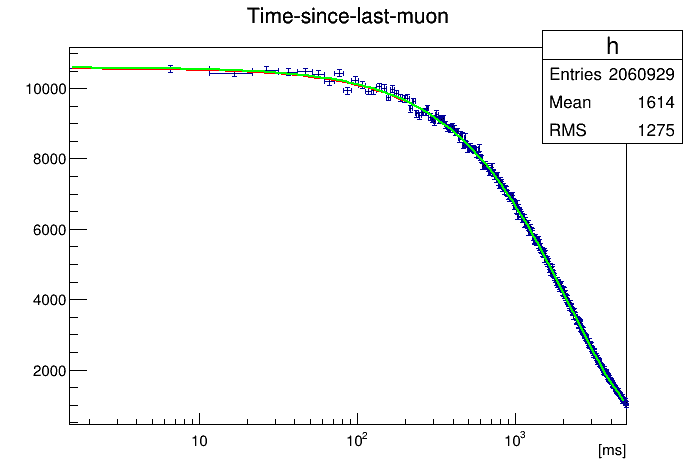 Time-since-last-muon
h
Entries 2060929
Mean 1614
RMS 1275
10000
8000
6000
4000
2000
10 10² 10³
[ms]